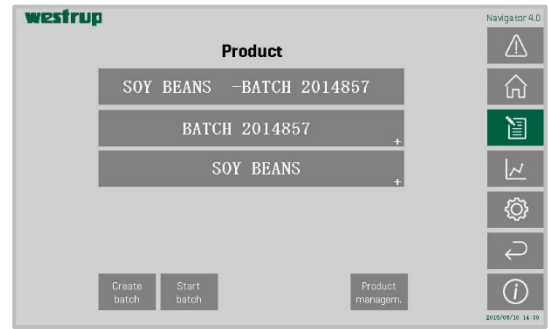 westrup
Navigator 4.0
Product
SOY BEANS -BATCH 2014857
BATCH 2014857
+
SOY BEANS
+
Create
batch
Start
batch
Product
managem.